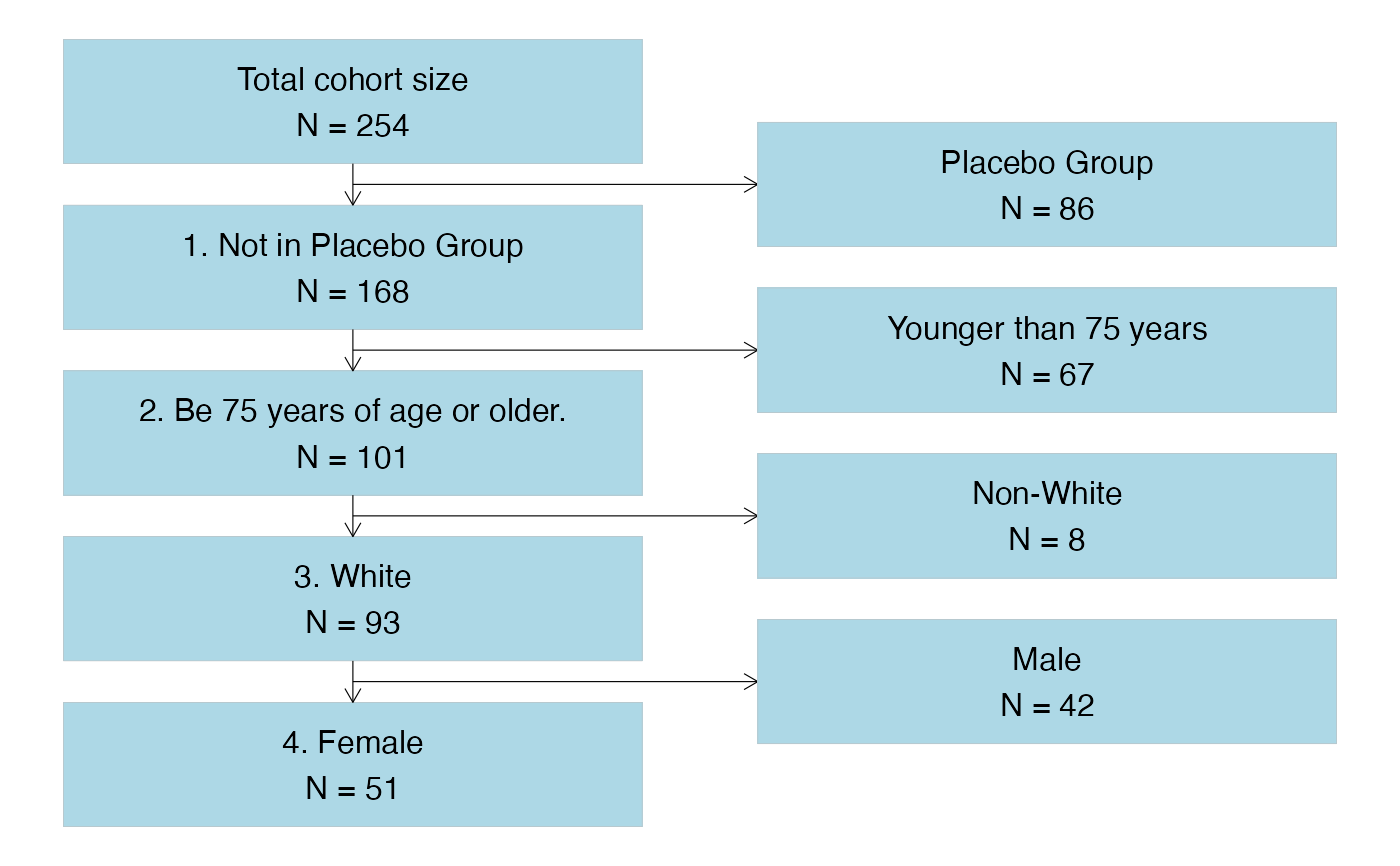 Total cohort size
N = 254
Placebo Group
N = 86
1. Not in Placebo Group
N = 168
Younger than 75 years
N = 67
2. Be 75 years of age or older.
N = 101
Non-White
N = 8
3. White
N = 93
Male
N = 42
4. Female
N = 51